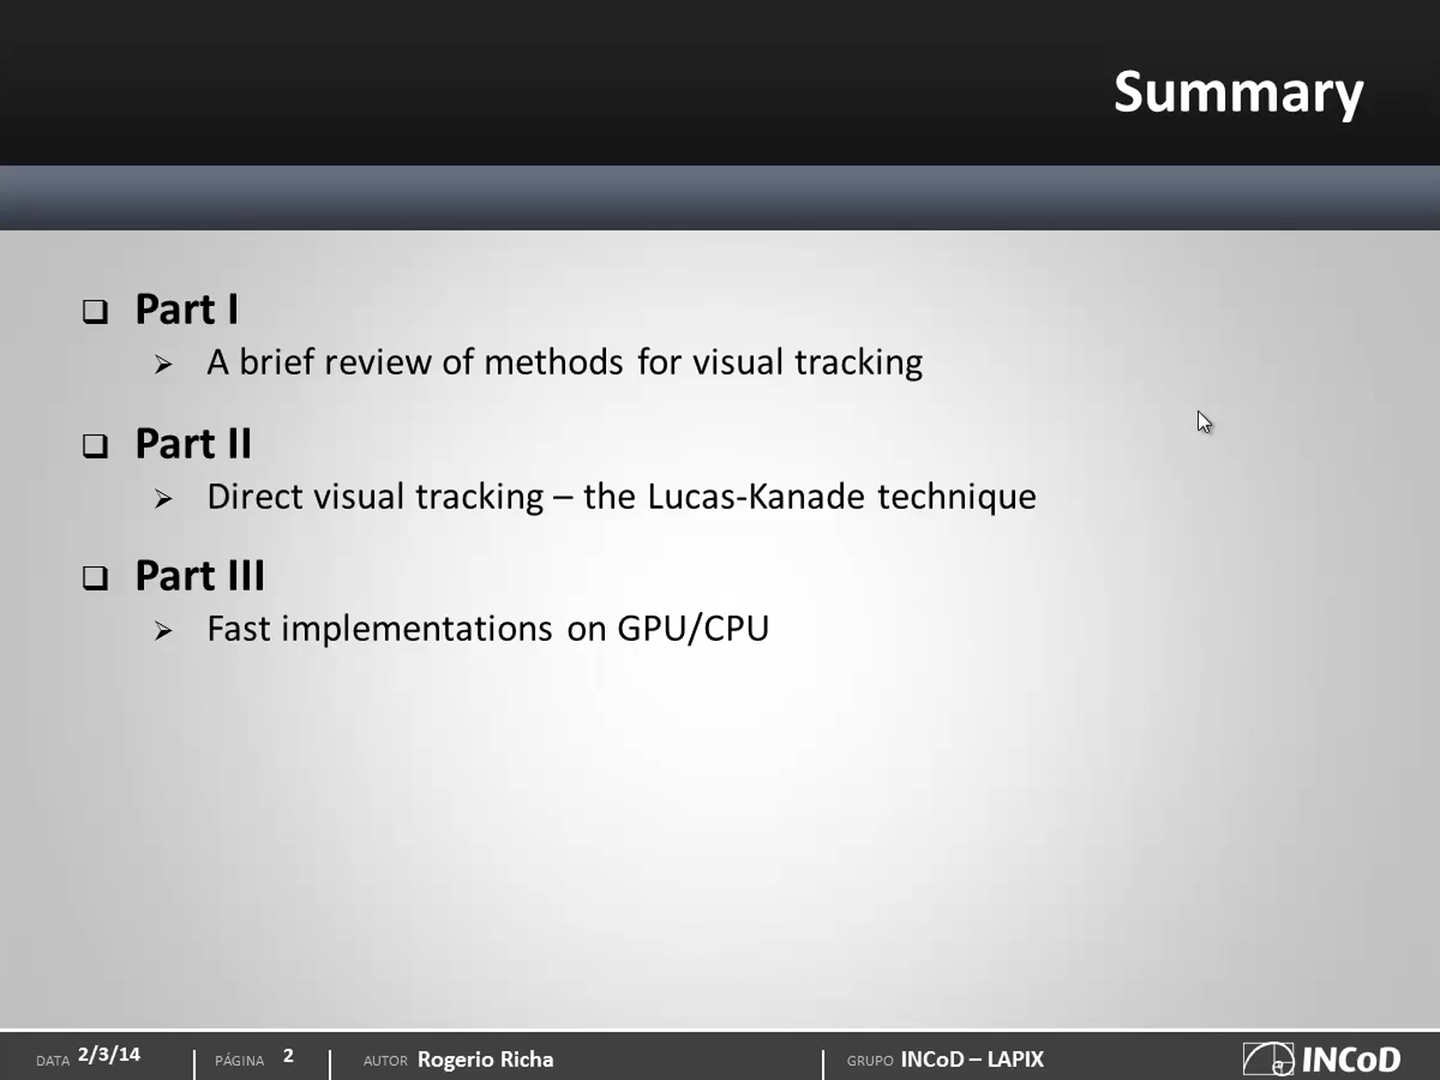 Summary
Part I
A brief review of methods for visual tracking
Part II
Direct visual tracking – the Lucas-Kanade technique
Part III
Fast implementations on GPU/CPU
DATA 2/3/14 PÁGINA 2 AUTOR Rogerio Richa GRUPO INCoD – LAPIX INCoD